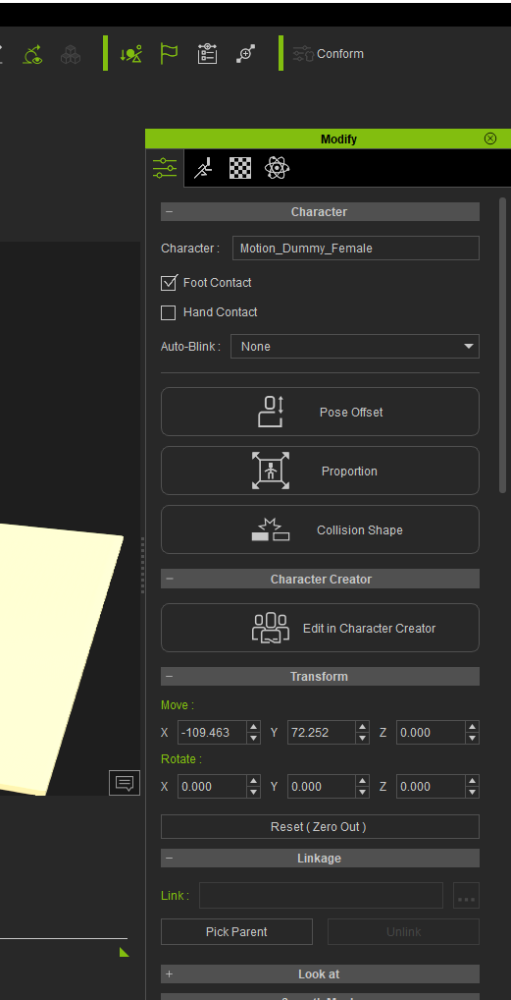 Conform
Modify
Character
Character : Motion_Dummy_Female
Foot Contact
Hand Contact
Auto-Blink : None
Pose Offset
Proportion
Collision Shape
Character Creator
Edit in Character Creator
Transform
Move :
X -109.463 Y 72.252 Z 0.000
Rotate :
X 0.000 Y 0.000 Z 0.000
Reset ( Zero Out )
Linkage
Link : ...
Pick Parent Unlink
Look at